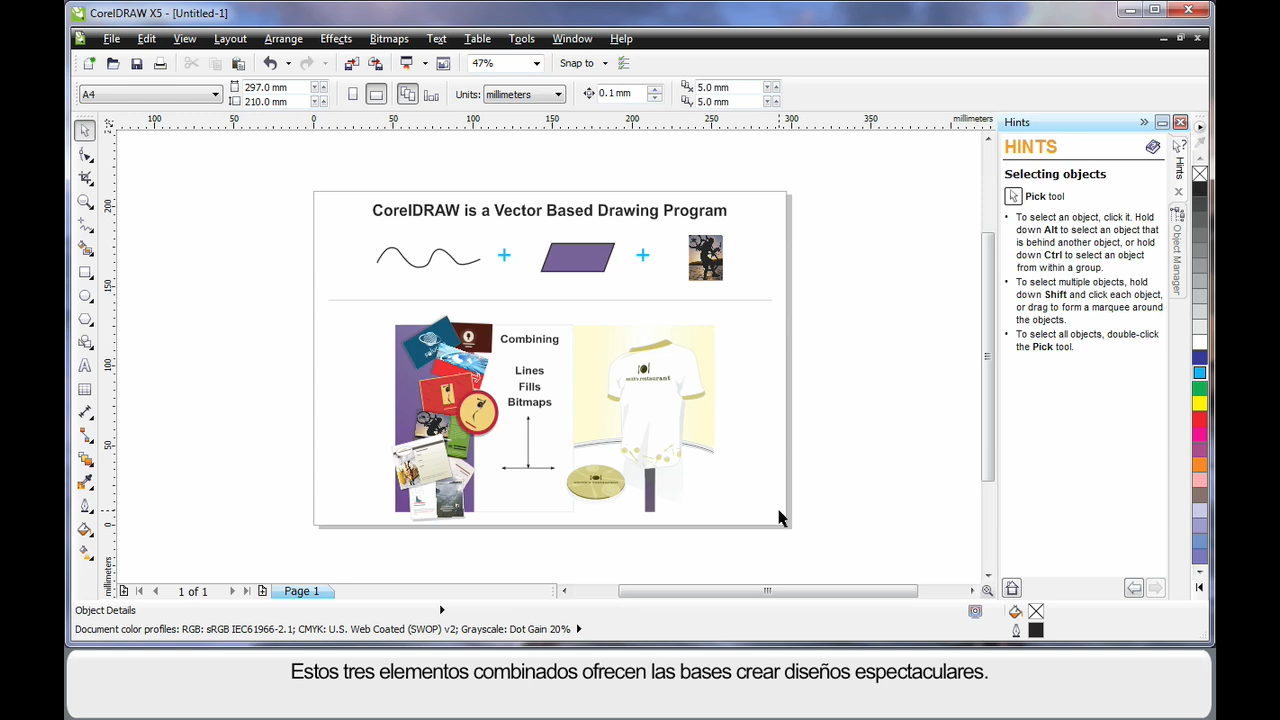 CorelDRAW X5 - [Untitled-1]
File Edit View Layout Arrange Effects Bitmaps Text Table Tools Window Help
47% Snap to
A4 297.0 mm 210.0 mm Units: millimeters 0.1 mm 5.0 mm 5.0 mm
100 50 0 50 100 150 200 250 300 350 millimeters
200
150
100
50
0
millimeters
CorelDRAW is a Vector Based Drawing Program
+ +
Combining
Lines
Fills
Bitmaps
Hints
HINTS
Selecting objects
Pick tool
• To select an object, click it. Hold
down Alt to select an object that
is behind another object, or hold
down Ctrl to select an object
from within a group.
• To select multiple objects, hold
down Shift and click each object,
or drag to form a marquee around
the objects.
• To select all objects, double-click
the Pick tool.
Hints
Object Manager
1 of 1 Page 1
Object Details
Document color profiles: RGB: sRGB IEC61966-2.1; CMYK: U.S. Web Coated (SWOP) v2; Grayscale: Dot Gain 20%
Estos tres elementos combinados ofrecen las bases crear diseños espectaculares.